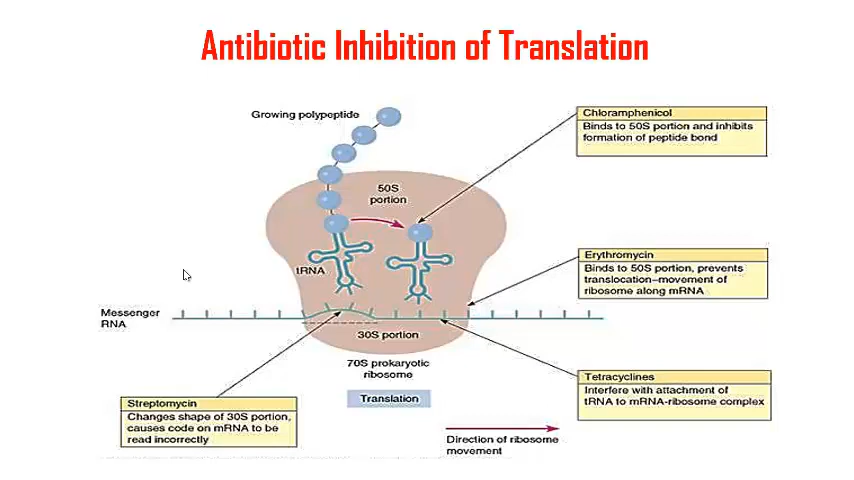 Antibiotic Inhibition of Translation
Growing polypeptide
50S
portion
tRNA
Messenger
RNA
30S portion
70S prokaryotic
ribosome
Translation
Direction of ribosome
movement
Chloramphenicol
Binds to 50S portion and inhibits
formation of peptide bond
Erythromycin
Binds to 50S portion, prevents
translocation–movement of
ribosome along mRNA
Tetracyclines
Interfere with attachment of
tRNA to mRNA-ribosome complex
Streptomycin
Changes shape of 30S portion,
causes code on mRNA to be
read incorrectly